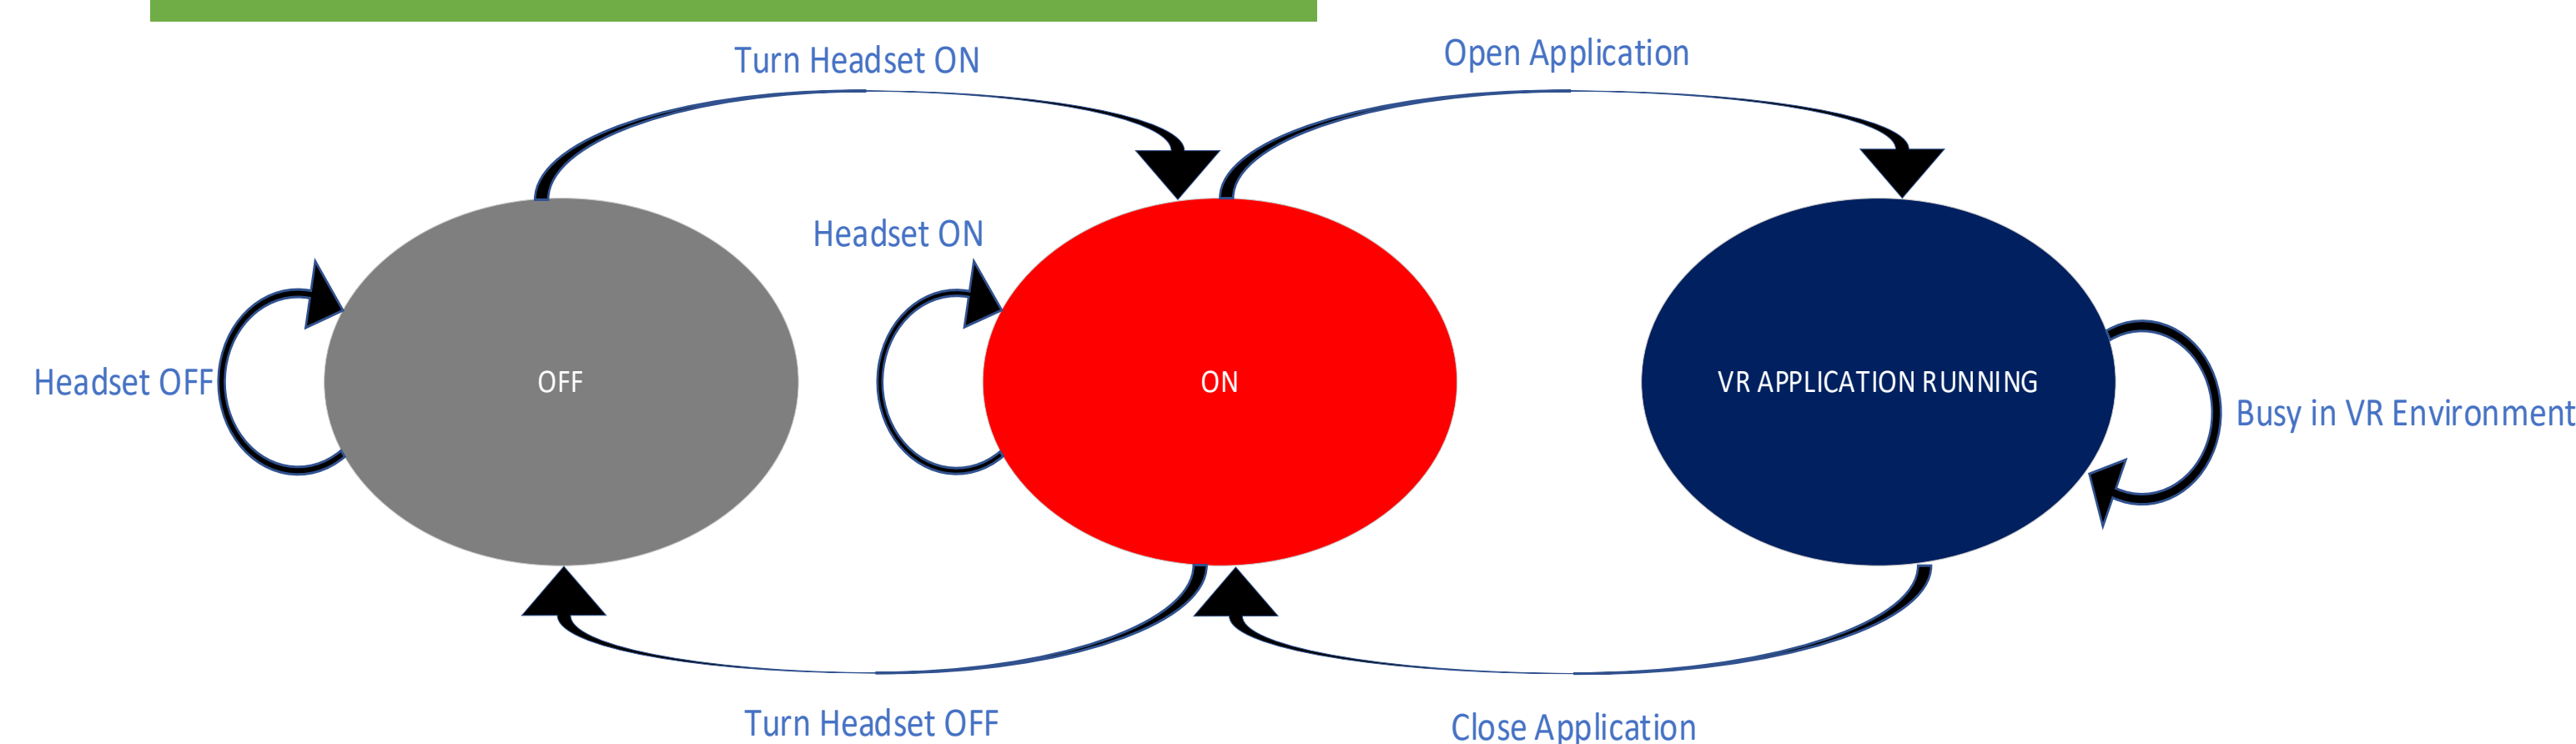 Turn Headset ON
Open Application
Headset ON
Headset OFF
OFF
ON
VR APPLICATION RUNNING
Busy in VR Environment
Turn Headset OFF
Close Application